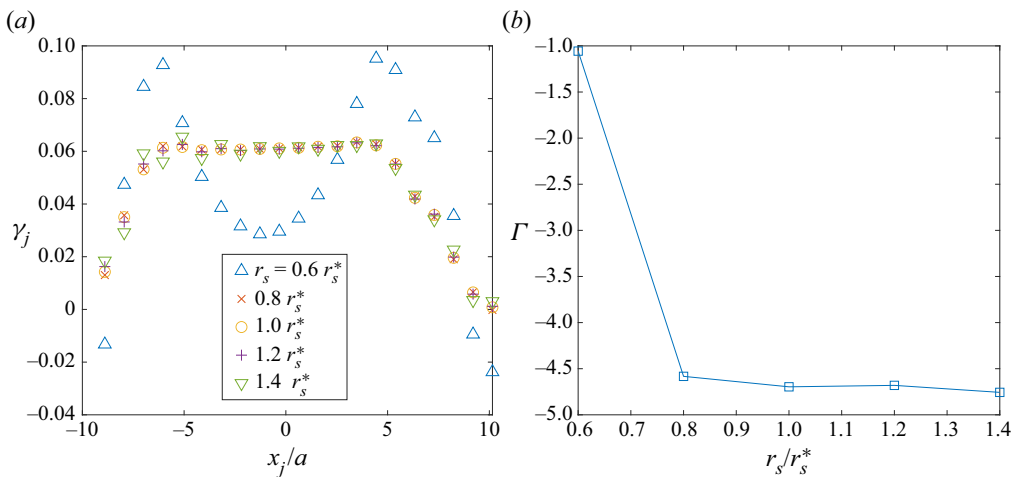 (a)
(b)
0.10
0.08
0.06
0.04
0.02
0
−0.02
−0.04
γj
rs = 0.6 rs*
0.8 rs*
1.0 rs*
1.2 rs*
1.4 rs*
−10
−5
0
5
10
xj/a
−1.0
−1.5
−2.0
−2.5
−3.0
−3.5
−4.0
−4.5
−5.0
Γ
0.6 0.7 0.8 0.9 1.0 1.1 1.2 1.3 1.4
rs/rs*